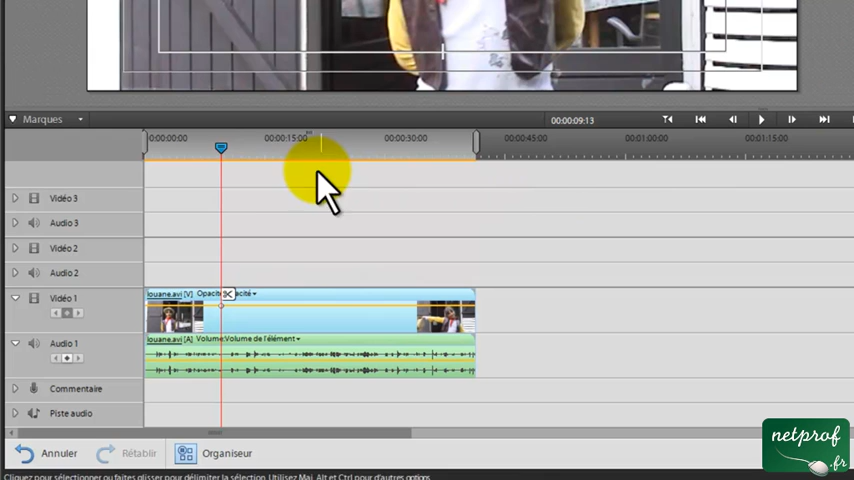 Marques
00:00:09:13
0:00:00:00
00:00:15:00
00:00:30:00
00:00:45:00
00:01:00:00
00:01:15:00
Vidéo 3
Audio 3
Vidéo 2
Audio 2
Vidéo 1
louane.avi [V] Opacité
Audio 1
louane.avi [A] Volume:Volume de l'élément
Commentaire
Piste audio
Annuler
Rétablir
Organiseur
netprof
.fr
Cliquez pour sélectionner ou faites glisser pour délimiter la sélection. Utilisez Maj, Alt et Ctrl pour d'autres options.